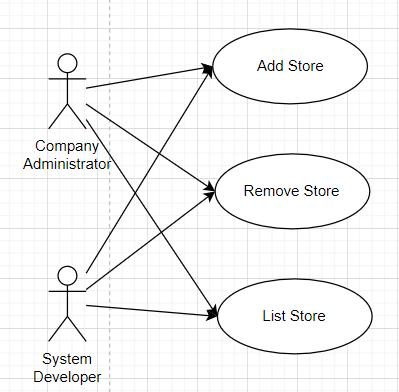 Add Store
Company
Administrator
Remove Store
List Store
System
Developer